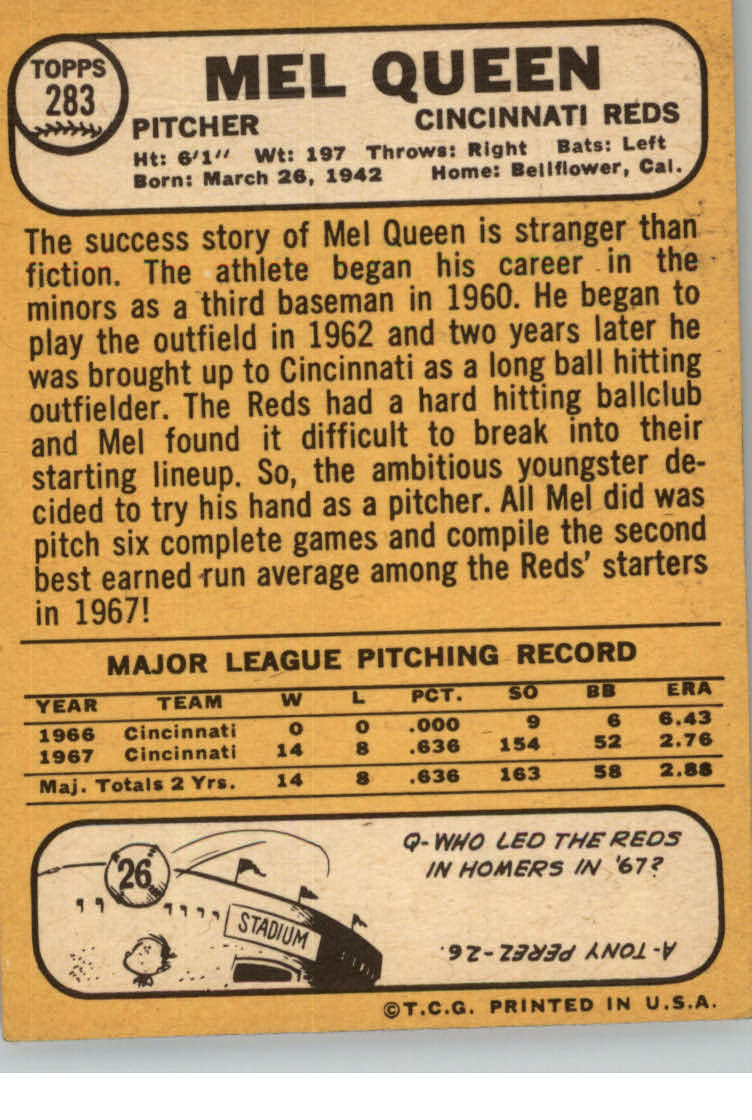 TOPPS
283
MEL QUEEN
PITCHER CINCINNATI REDS
Ht: 6'1" Wt: 197 Throws: Right Bats: Left
Born: March 26, 1942 Home: Bellflower, Cal.
The success story of Mel Queen is stranger than
fiction. The athlete began his career in the
minors as a third baseman in 1960. He began to
play the outfield in 1962 and two years later he
was brought up to Cincinnati as a long ball hitting
outfielder. The Reds had a hard hitting ballclub
and Mel found it difficult to break into their
starting lineup. So, the ambitious youngster de-
cided to try his hand as a pitcher. All Mel did was
pitch six complete games and compile the second
best earned run average among the Reds' starters
in 1967!
MAJOR LEAGUE PITCHING RECORD
YEAR TEAM W L PCT. SO BB ERA
1966 Cincinnati 0 0 .000 9 6 6.43
1967 Cincinnati 14 8 .636 154 52 2.76
Maj. Totals 2 Yrs. 14 8 .636 163 58 2.88
26
STADIUM
Q-WHO LED THE REDS
IN HOMERS IN '67?
A-TONY PEREZ-26.
©T.C.G. PRINTED IN U.S.A.